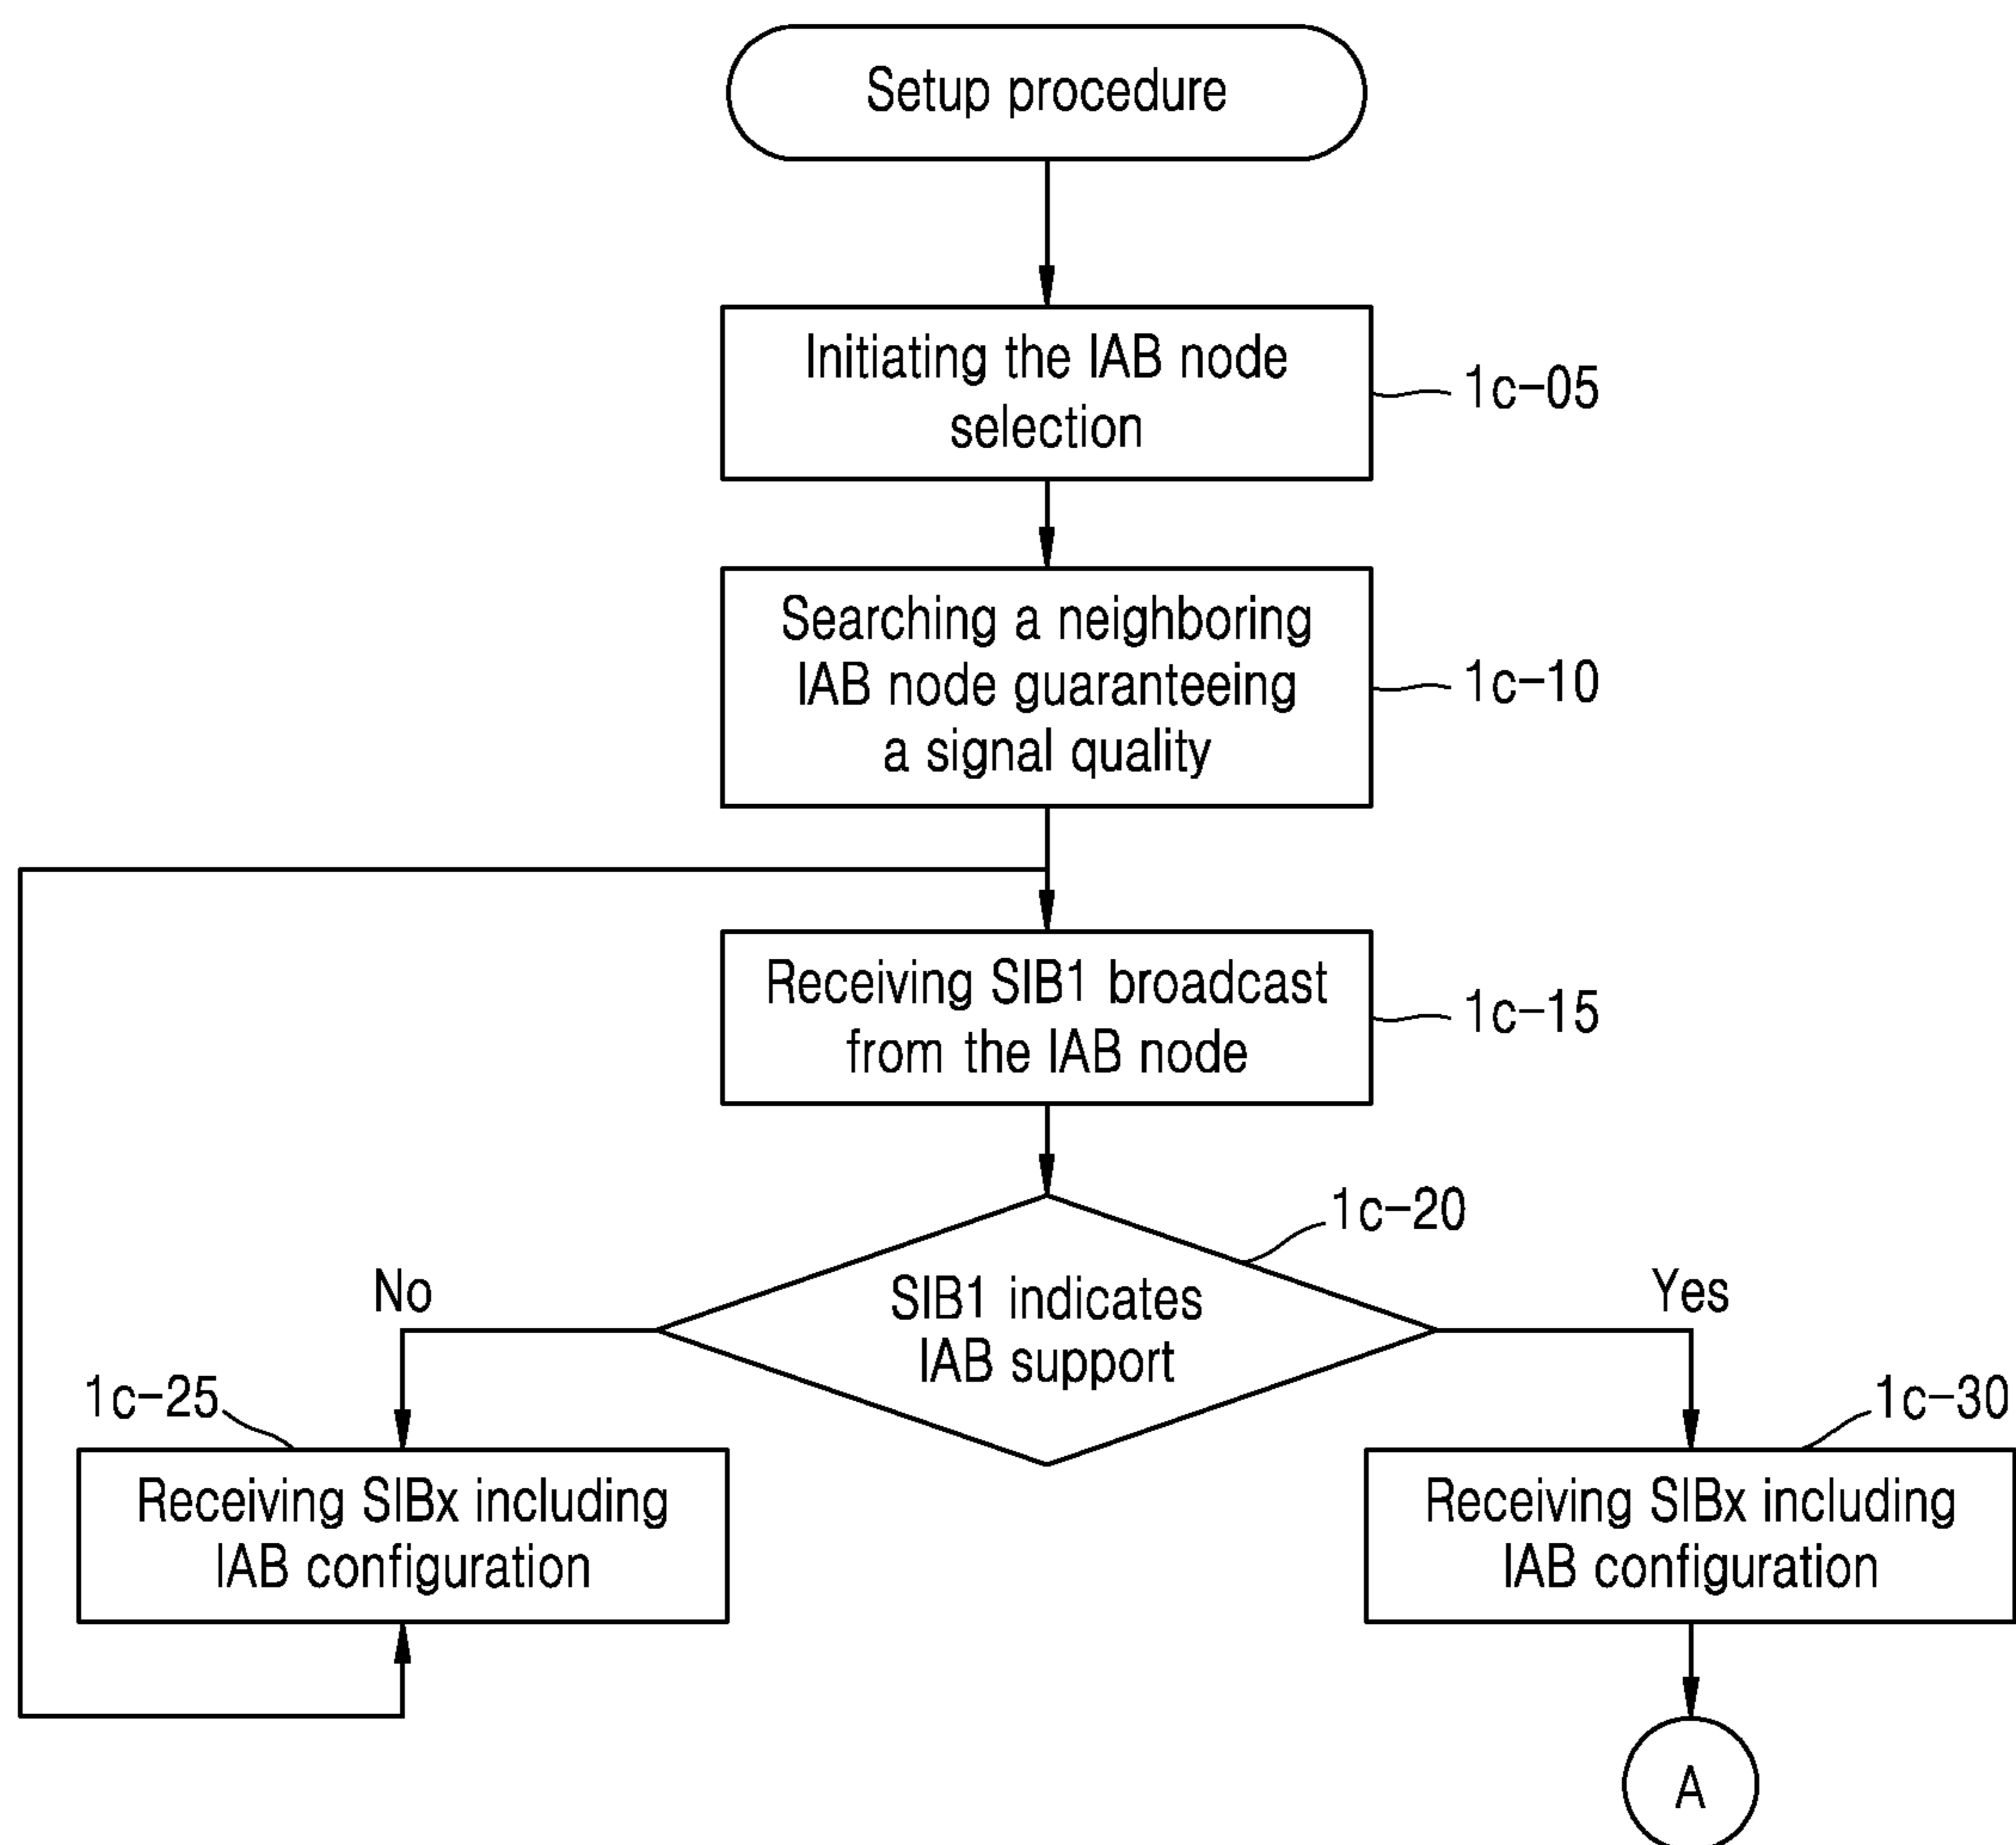 Setup procedure
Initiating the IAB node
selection
1c-05
Searching a neighboring
IAB node guaranteeing
a signal quality
1c-10
Receiving SIB1 broadcast
from the IAB node
1c-15
1c-20
SIB1 indicates
IAB support
No
Yes
1c-25
Receiving SIBx including
IAB configuration
1c-30
Receiving SIBx including
IAB configuration
A